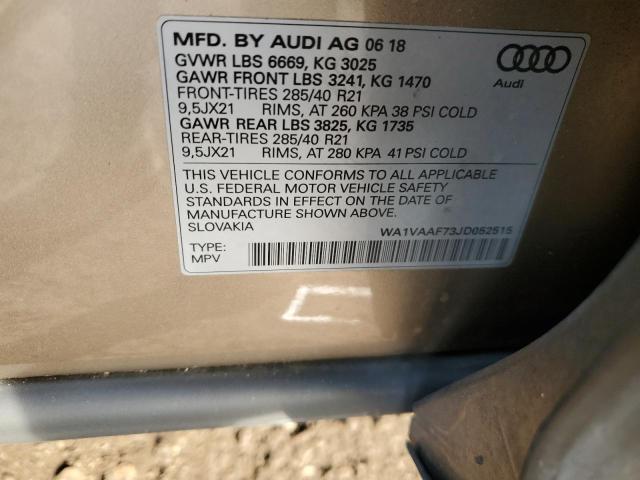 MFD. BY AUDI AG 06 18
GVWR LBS 6669, KG 3025
GAWR FRONT LBS 3241, KG 1470
FRONT-TIRES 285/40 R21
9,5JX21 RIMS, AT 260 KPA 38 PSI COLD
GAWR REAR LBS 3825, KG 1735
REAR-TIRES 285/40 R21
9,5JX21 RIMS, AT 280 KPA 41 PSI COLD
Audi
THIS VEHICLE CONFORMS TO ALL APPLICABLE
U.S. FEDERAL MOTOR VEHICLE SAFETY
STANDARDS IN EFFECT ON THE DATE OF
MANUFACTURE SHOWN ABOVE.
SLOVAKIA
WA1VAAF73JD052515
TYPE:
MPV